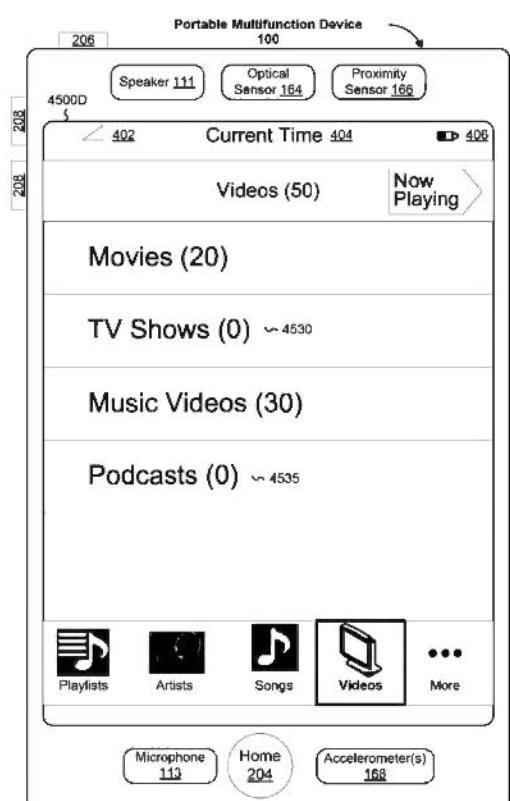 Portable Multifunction Device
100
206
Speaker 111
Optical
Sensor 164
Proximity
Sensor 166
4500D
208
208
402
Current Time 404
406
Videos (50)
Now
Playing
Movies (20)
TV Shows (0)
4530
Music Videos (30)
Podcasts (0)
4535
Playlists
Artists
Songs
Videos
More
Microphone
113
Home
204
Accelerometer(s)
168